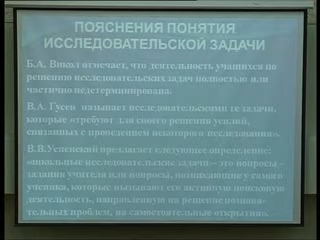 ПОЯСНЕНИЯ ПОНЯТИЯ
ИССЛЕДОВАТЕЛЬСКОЙ ЗАДАЧИ
Б.А. Викол отмечает, что деятельность учащихся по
решению исследовательских задач полностью или
частично недетерминирована.
В.А. Гусев называет исследовательскими те задачи,
которые «требуют для своего решения усилий,
связанных с проведением некоторого исследования».
В.В.Успенский предлагает следующее определение:
«школьные исследовательские задачи – это вопросы –
задания учителя или вопросы, возникающие у самого
ученика, которые вызывают его активную поисковую
деятельность, направленную на решение познава-
тельных проблем, на самостоятельные открытия».